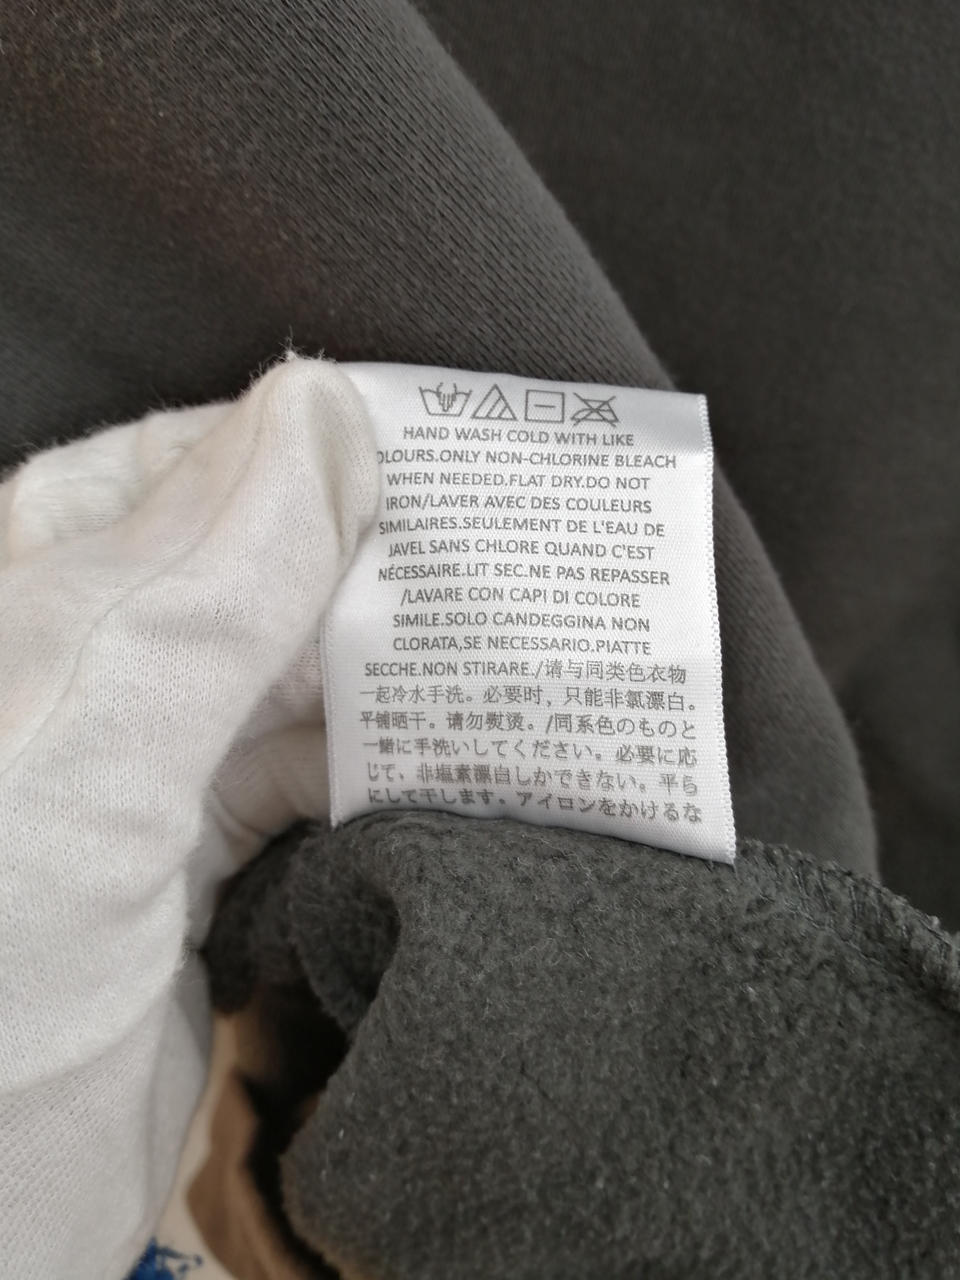 HAND WASH COLD WITH LIKE
OLOURS.ONLY NON-CHLORINE BLEACH
WHEN NEEDED.FLAT DRY.DO NOT
IRON/LAVER AVEC DES COULEURS
SIMILAIRES.SEULEMENT DE L'EAU DE
JAVEL SANS CHLORE QUAND C'EST
NÉCESSAIRE.LIT SEC.NE PAS REPASSER
/LAVARE CON CAPI DI COLORE
SIMILE.SOLO CANDEGGINA NON
CLORATA,SE NECESSARIO.PIATTE
SECCHE.NON STIRARE./请与同类色衣物
一起冷水手洗。必要时，只能非氯漂白。
平铺晒干。请勿熨烫。/同系色のものと
一緒に手洗いしてください。必要に応
じて、非塩素漂白しかできない。平ら
にして干します。アイロンをかけるな